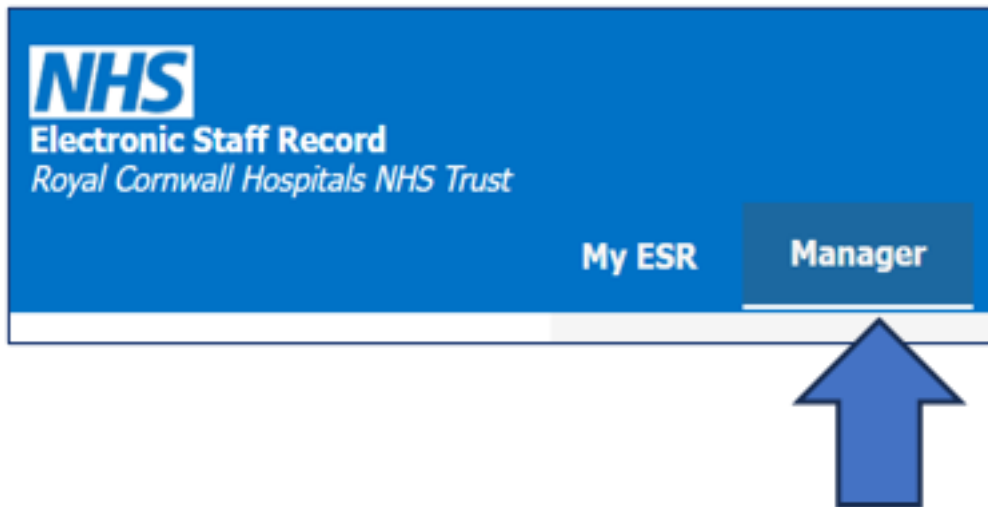 NHS
Electronic Staff Record
Royal Cornwall Hospitals NHS Trust
My ESR Manager